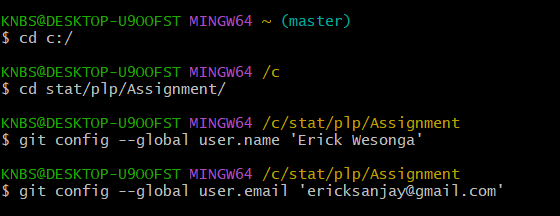 KNBS@DESKTOP-U9OOFST MINGW64 ~ (master)
$ cd c:/
KNBS@DESKTOP-U9OOFST MINGW64 /c
$ cd stat/plp/Assignment/
KNBS@DESKTOP-U9OOFST MINGW64 /c/stat/plp/Assignment
$ git config --global user.name 'Erick Wesonga'
KNBS@DESKTOP-U9OOFST MINGW64 /c/stat/plp/Assignment
$ git config --global user.email 'ericksanjay@gmail.com'